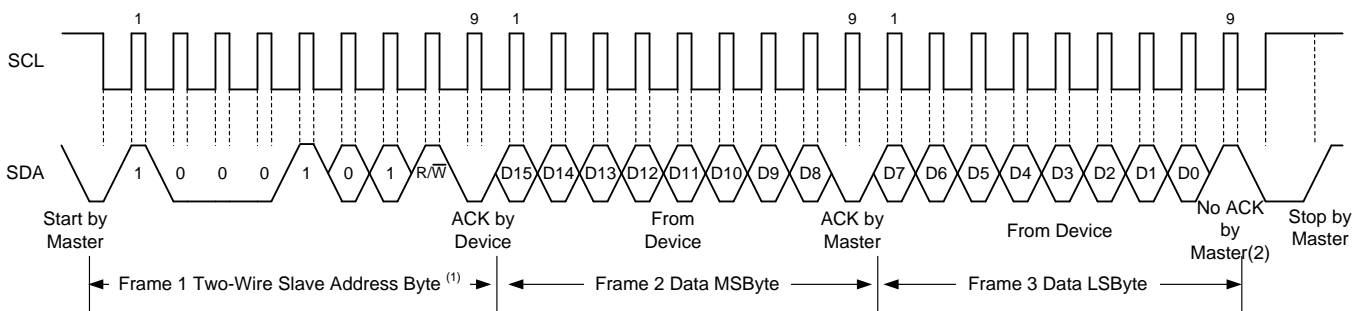 1 9 1 9 1 9
SCL
SDA
1 0 0 0 1 0 1 R/W̅ D15 D14 D13 D12 D11 D10 D9 D8 D7 D6 D5 D4 D3 D2 D1 D0
Start by
Master
ACK by
Device
From
Device
ACK by
Master
From Device
No ACK
by
Master(2)
Stop by
Master
Frame 1 Two-Wire Slave Address Byte (1)
Frame 2 Data MSByte
Frame 3 Data LSByte